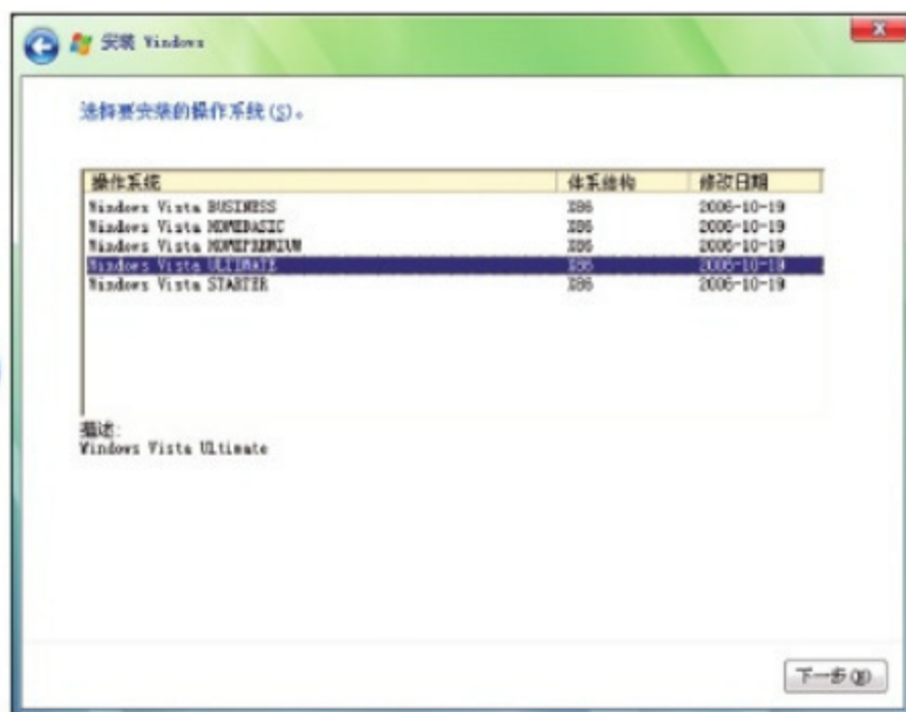 安装 Windows
选择要安装的操作系统(S)。
操作系统 体系结构 修改日期
Windows Vista BUSINESS X86 2006-10-19
Windows Vista HOMEBASIC X86 2006-10-19
Windows Vista HOMEPREMIUM X86 2006-10-19
Windows Vista ULTIMATE X86 2006-10-19
Windows Vista STARTER X86 2006-10-19
描述:
Windows Vista Ultimate
下一步(N)